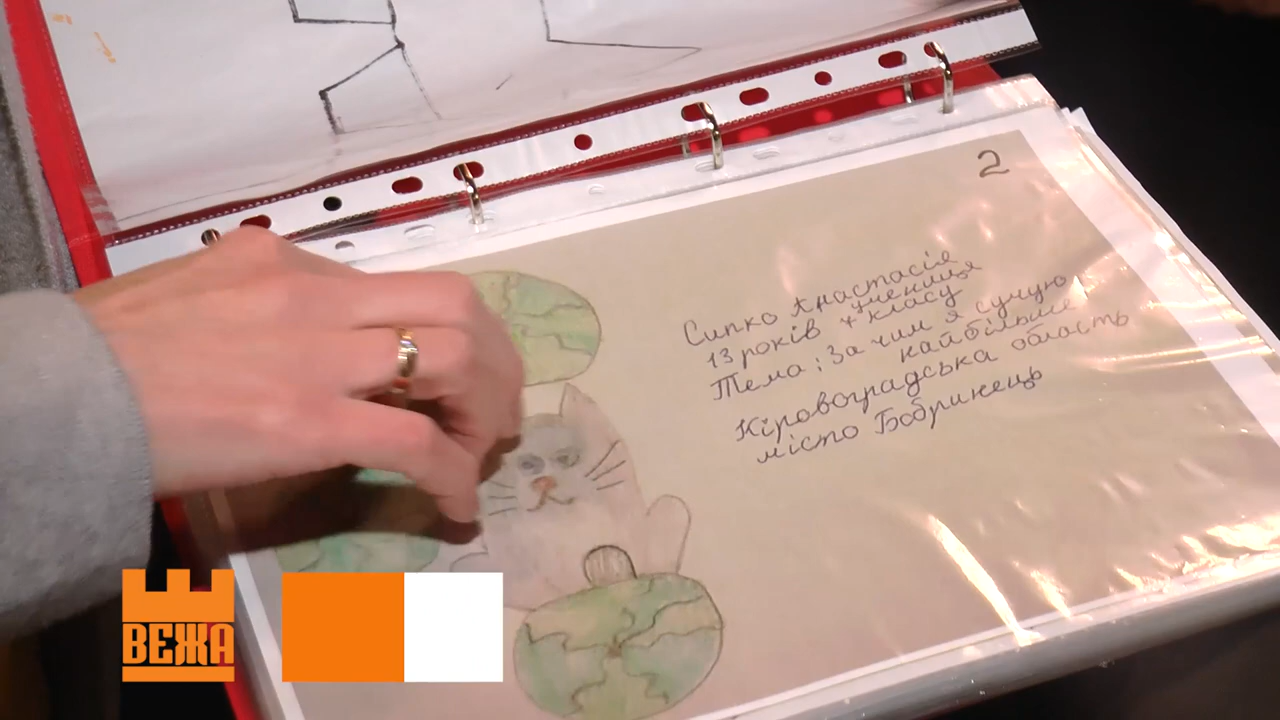 2
Сипко Анастасія
13 років учениця
7 класу
Тема: За чим я сумую
найбільше
Кіровоградська область
місто Бобринець
ВЕЖА